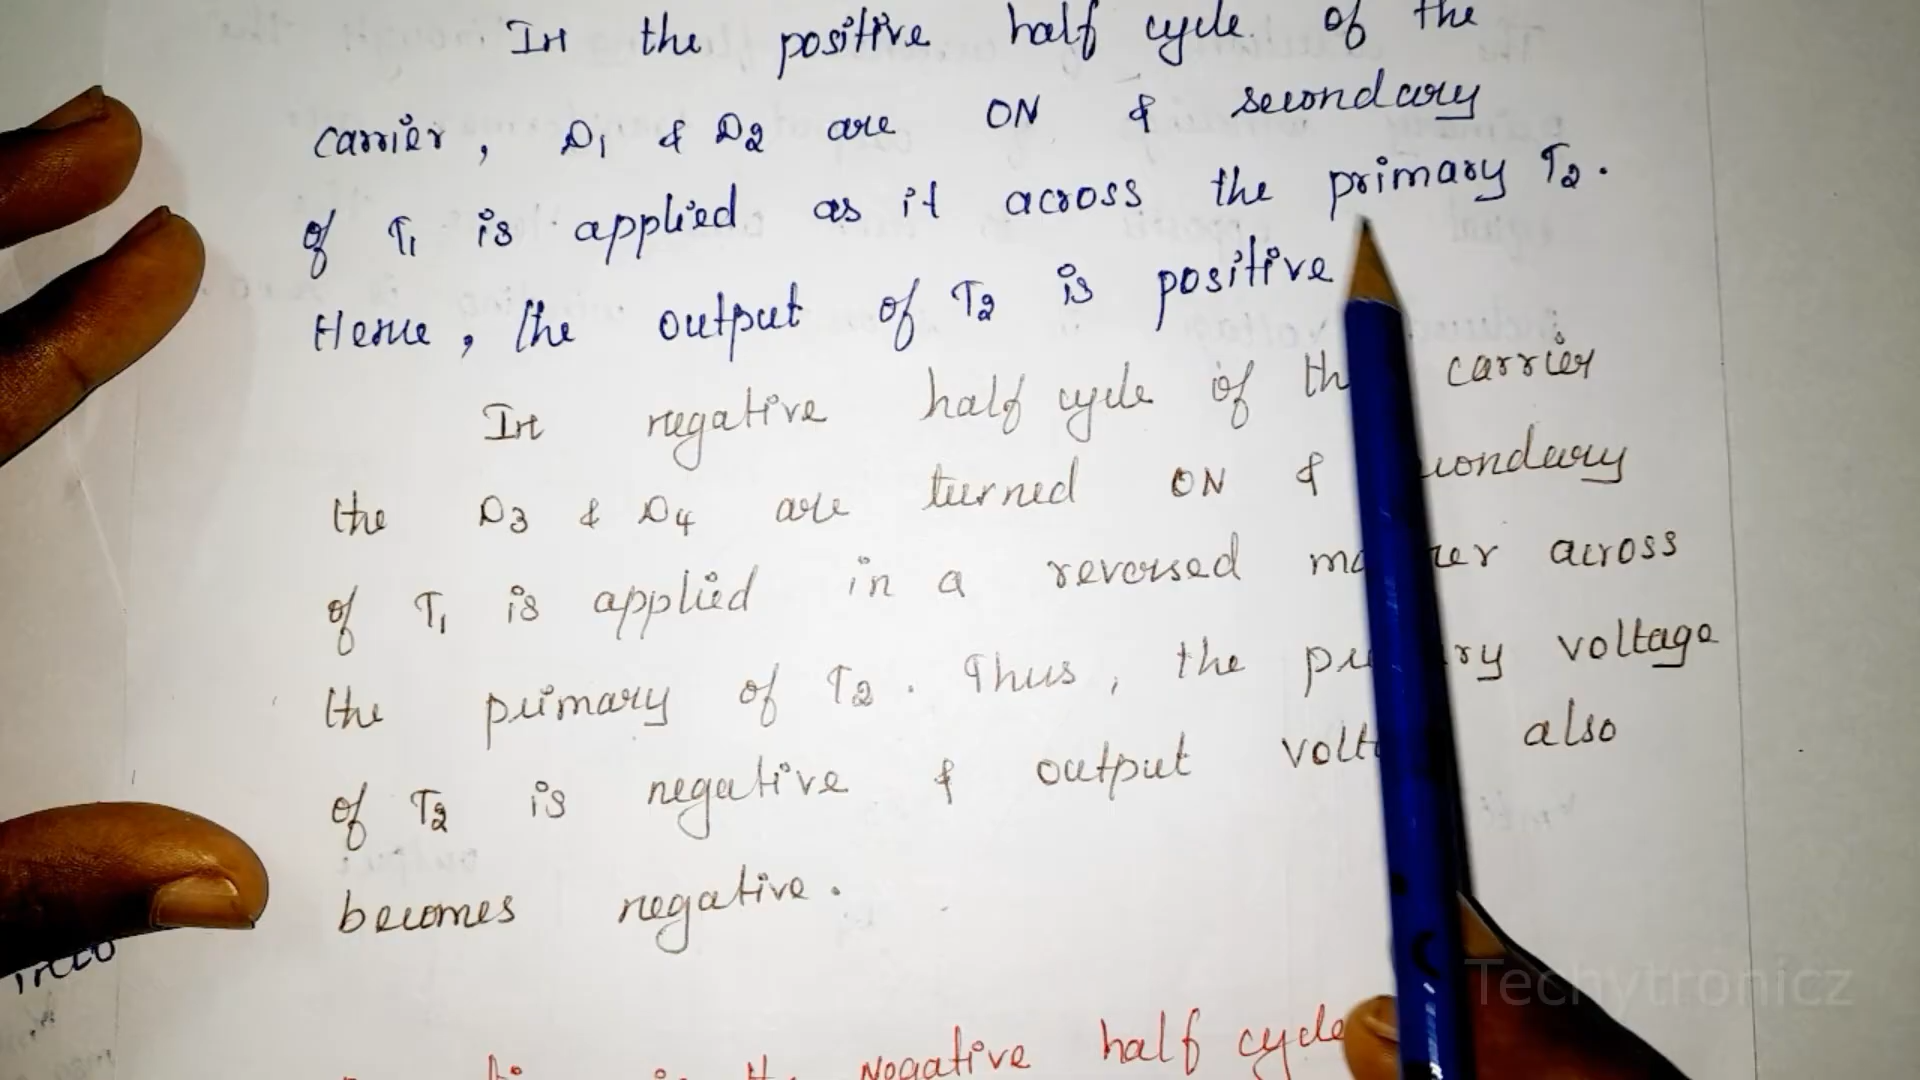 In the positive half cycle of the
carrier, D1 & D2 are ON & secondary
of T1 is applied as it across the primary T2.
Hence, the output of T2 is positive
In negative half cycle of the carrier
the D3 & D4 are turned ON &
of T1 is applied in a reversed across
the primary of T2. Thus, the voltage
of T2 is negative & output also
becomes negative.
Negative half cycle
Techytronicz